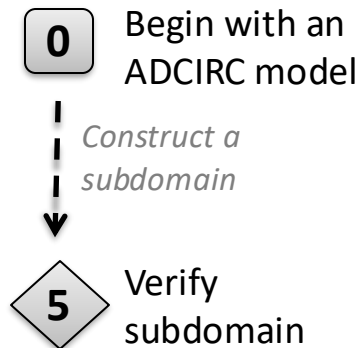 0
Begin with an
ADCIRC model
Construct a
subdomain
5
Verify
subdomain